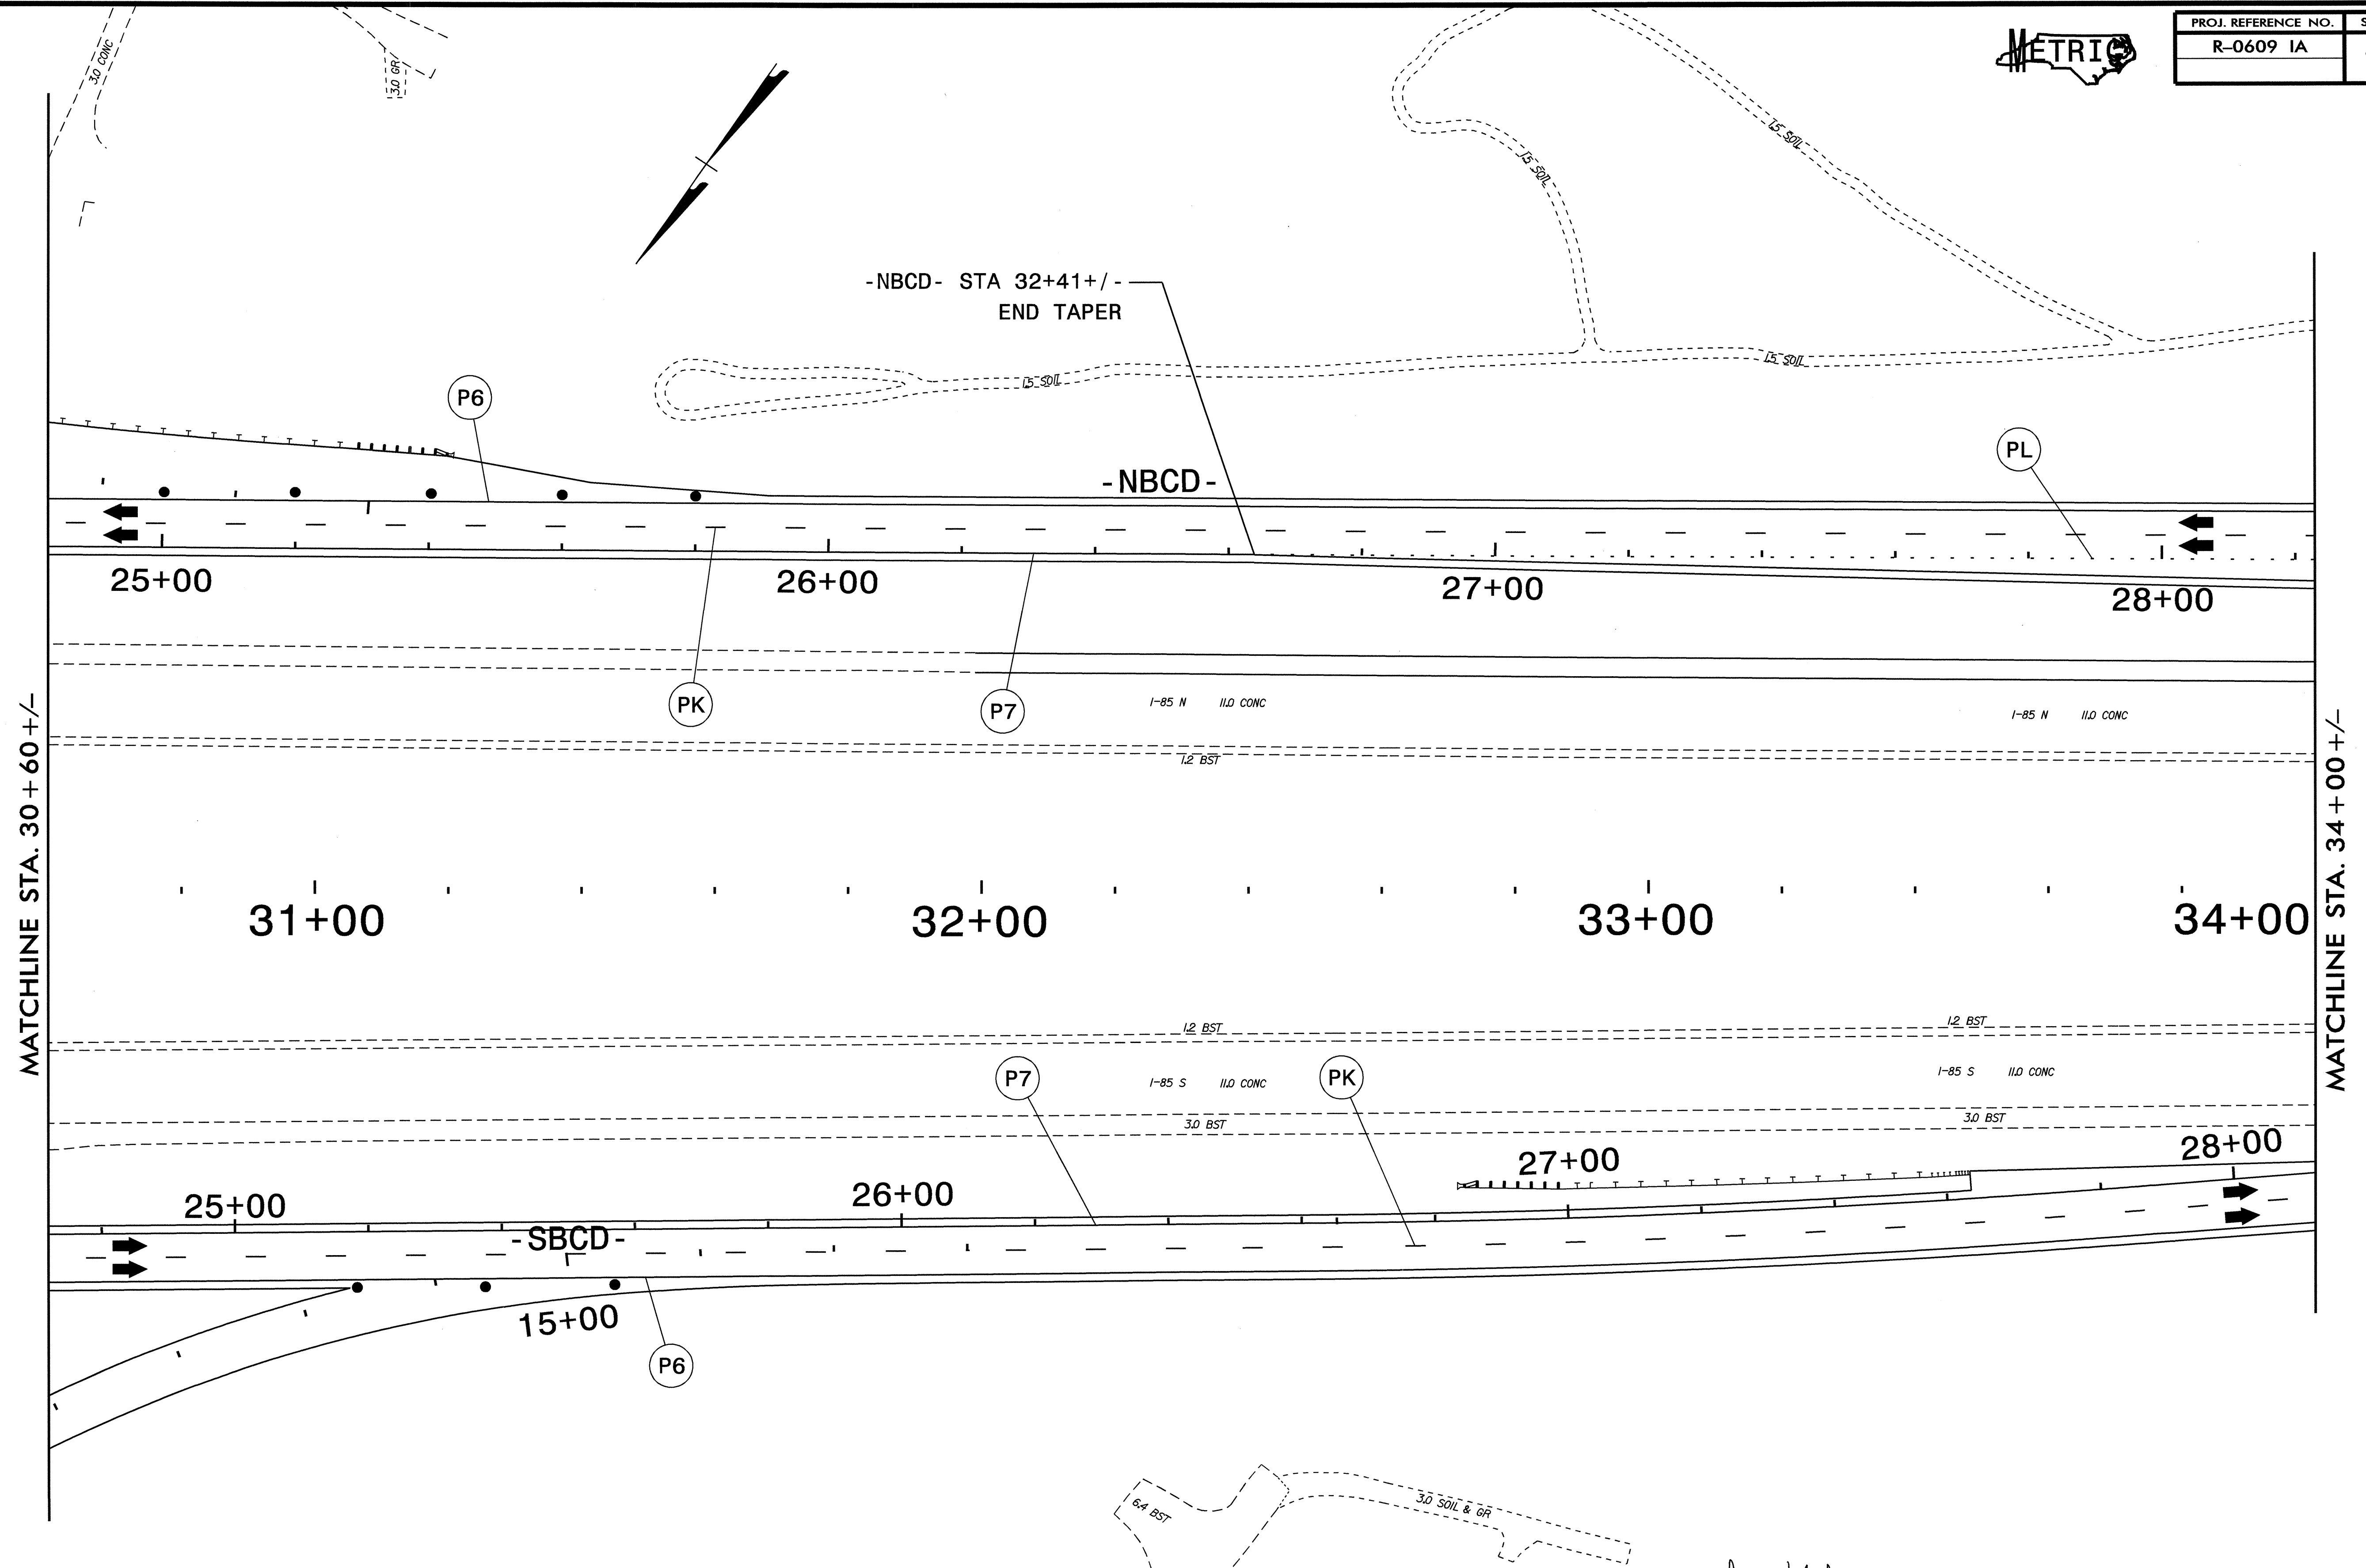 PROJ. REFERENCE NO.
R-0609 IA
METRIC
3.0 CONC
3.0 GR
1.5 SOIL
1.5 SOIL
-NBCD- STA 32+41+/-
END TAPER
1.5 SOIL
1.5 SOIL
P6
PL
-NBCD-
25+00
26+00
27+00
28+00
PK
P7
I-85 N 11.0 CONC
I-85 N 11.0 CONC
1.2 BST
MATCHLINE STA. 30+60+/-
MATCHLINE STA. 34+00+/-
31+00
32+00
33+00
34+00
1.2 BST
1.2 BST
P7
I-85 S 11.0 CONC
PK
I-85 S 11.0 CONC
3.0 BST
3.0 BST
28+00
27+00
26+00
25+00
-SBCD-
15+00
P6
6.4 BST
3.0 SOIL & GR